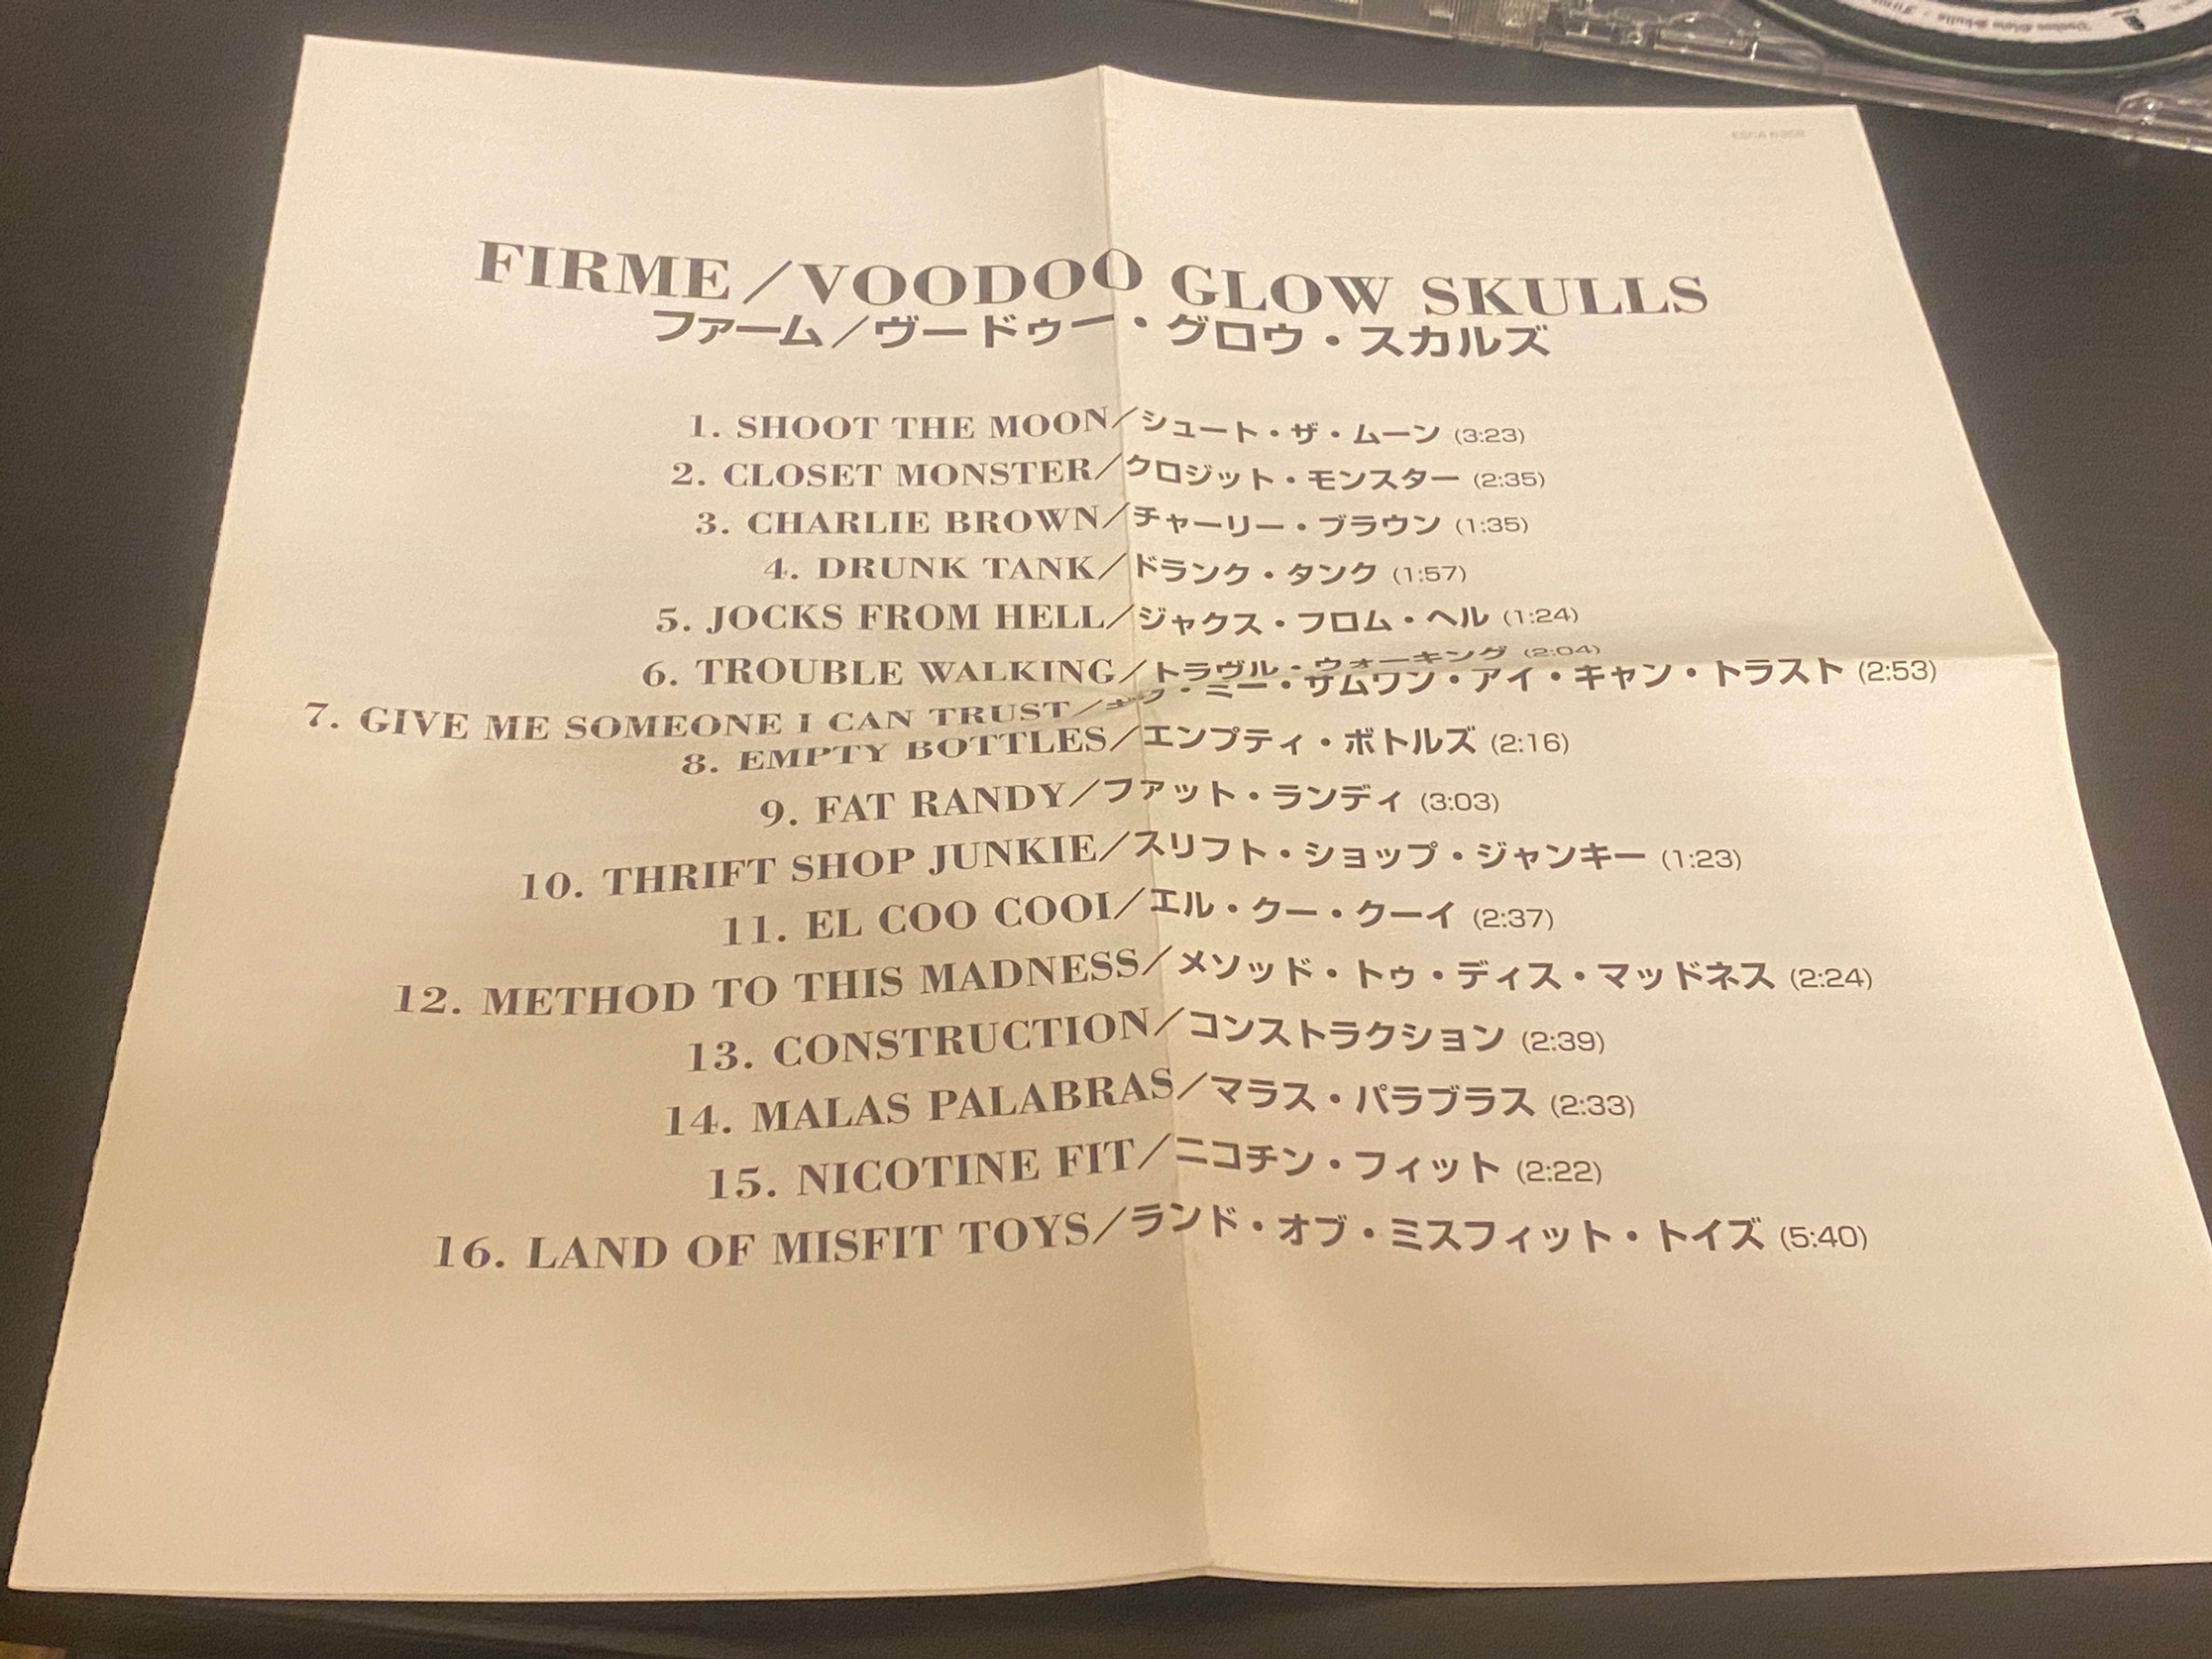 FIRME／VOODOO GLOW SKULLS
ファーム／ヴードゥー・グロウ・スカルズ
1. SHOOT THE MOON／シュート・ザ・ムーン (3:23)
2. CLOSET MONSTER／クロジット・モンスター (2:35)
3. CHARLIE BROWN／チャーリー・ブラウン (1:35)
4. DRUNK TANK／ドランク・タンク (1:57)
5. JOCKS FROM HELL／ジャクス・フロム・ヘル (1:24)
6. TROUBLE WALKING／トラヴル・ウォーキング (2:04)
7. GIVE ME SOMEONE I CAN TRUST／・ミー・サムワン・アイ・キャン・トラスト (2:53)
8. EMPTY BOTTLES／エンプティ・ボトルズ (2:16)
9. FAT RANDY／ファット・ランディ (3:03)
10. THRIFT SHOP JUNKIE／スリフト・ショップ・ジャンキー (1:23)
11. EL COO COOI／エル・クー・クーイ (2:37)
12. METHOD TO THIS MADNESS／メソッド・トゥ・ディス・マッドネス (2:24)
13. CONSTRUCTION／コンストラクション (2:39)
14. MALAS PALABRAS／マラス・パラブラス (2:33)
15. NICOTINE FIT／ニコチン・フィット (2:22)
16. LAND OF MISFIT TOYS／ランド・オブ・ミスフィット・トイズ (5:40)